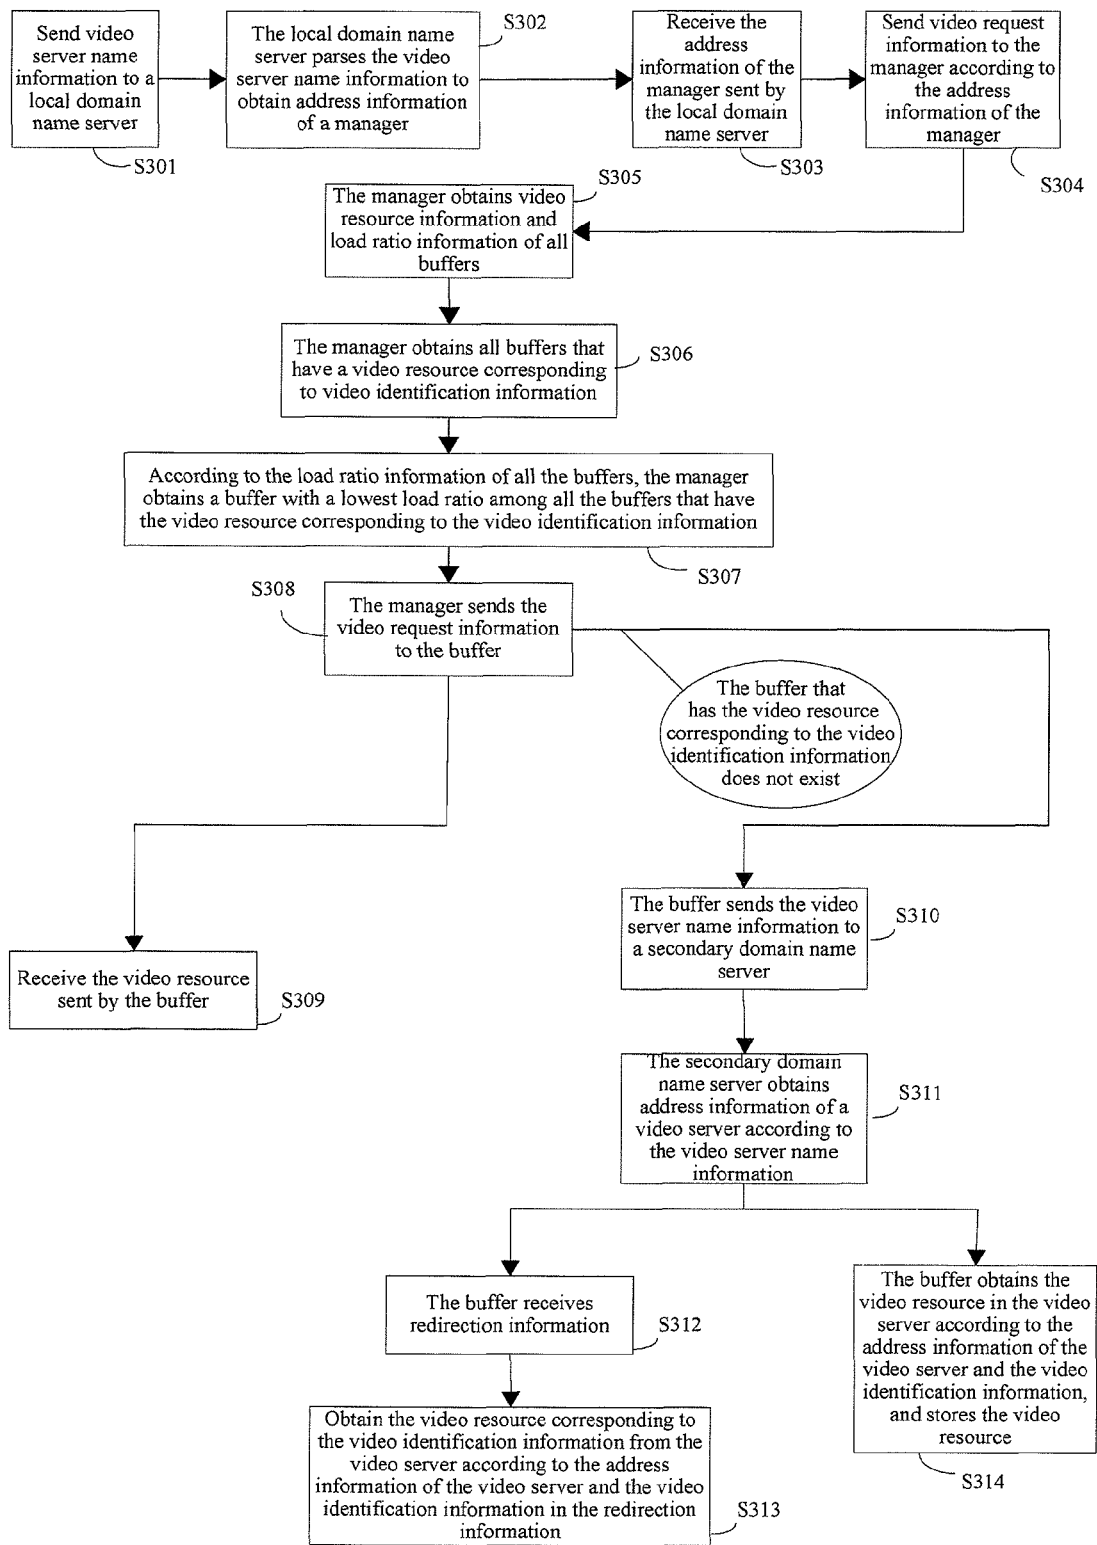 Send video
server name
information to a
local domain
name server
S301
The local domain name
server parses the video
server name information to
obtain address information
of a manager
S302
Receive the
address
information of the
manager sent by
the local domain
name server
S303
Send video request
information to the
manager according to
the address
information of the
manager
S304
S305
The manager obtains video
resource information and
load ratio information of all
buffers
The manager obtains all buffers that
have a video resource corresponding
to video identification information
S306
According to the load ratio information of all the buffers, the manager
obtains a buffer with a lowest load ratio among all the buffers that have
the video resource corresponding to the video identification information
S307
S308
The manager sends the
video request information
to the buffer
The buffer that
has the video resource
corresponding to the video
identification information
does not exist
Receive the video resource
sent by the buffer
S309
The buffer sends the video
server name information to
a secondary domain name
server
S310
The secondary domain
name server obtains
address information of a
video server according to
the video server name
information
S311
The buffer receives
redirection information
S312
Obtain the video resource corresponding to
the video identification information from the
video server according to the address
information of the video server and the video
identification information in the redirection
information
S313
The buffer obtains the
video resource in the video
server according to the
address information of the
video server and the video
identification information,
and stores the video
resource
S314